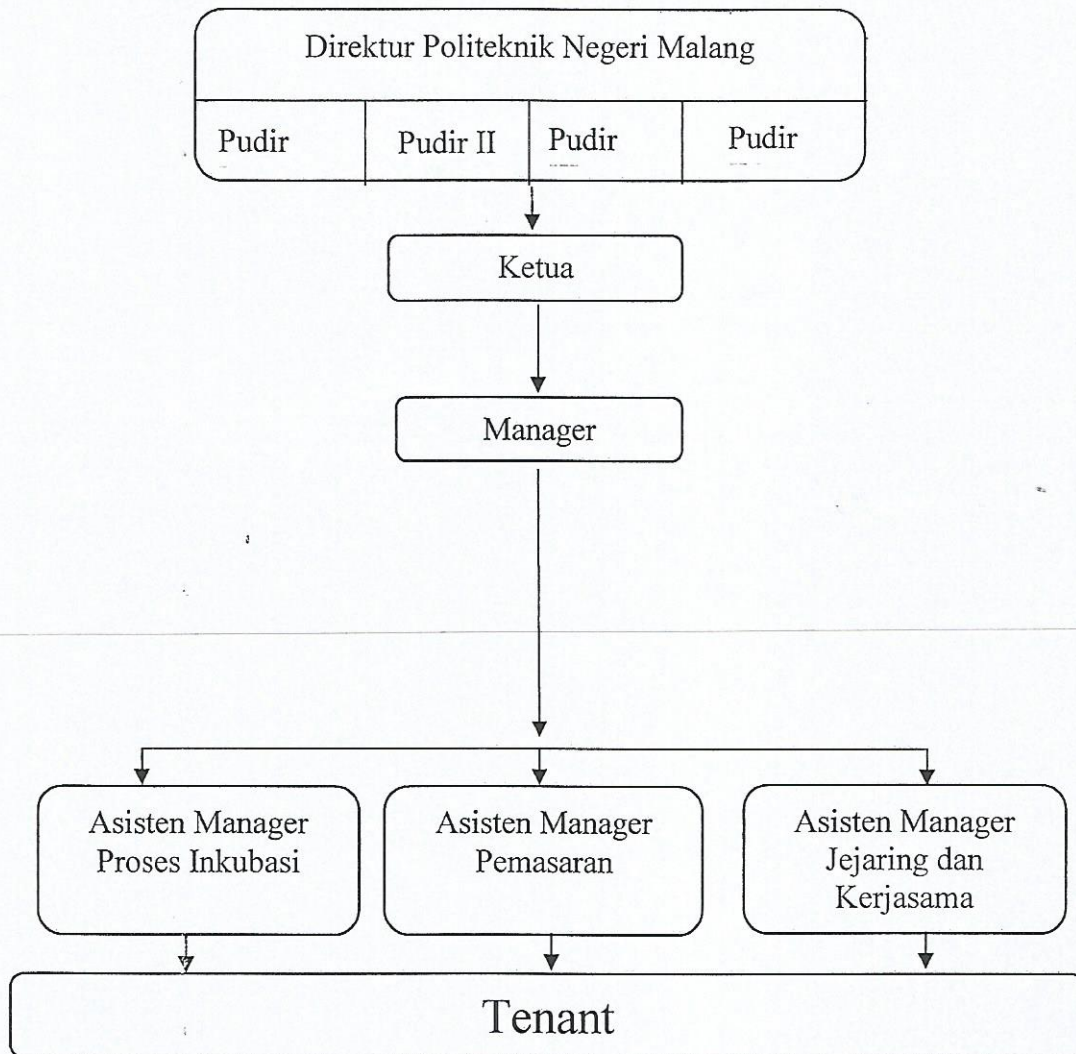 Direktur Politeknik Negeri Malang
Pudir
Pudir II
Pudir
Pudir
Ketua
Manager
Asisten Manager
Proses Inkubasi
Asisten Manager
Pemasaran
Asisten Manager
Jejaring dan
Kerjasama
Tenant